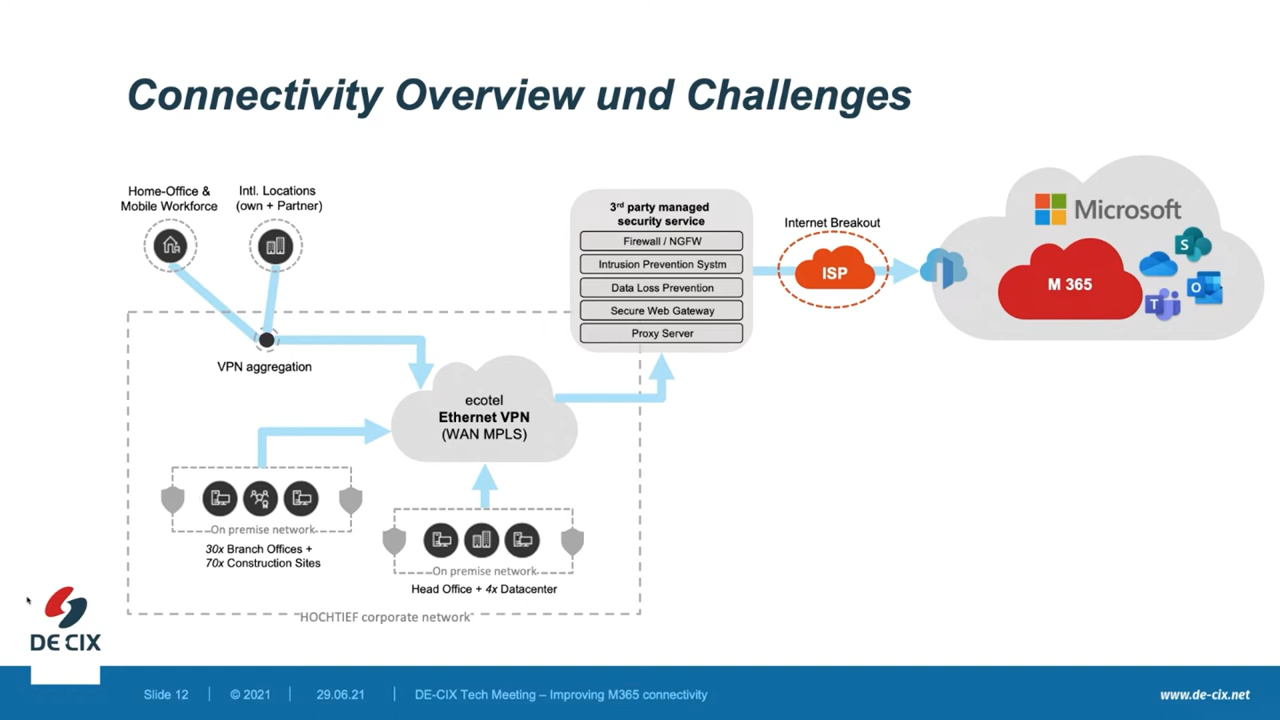 Connectivity Overview und Challenges
Home-Office &
Mobile Workforce
Intl. Locations
(own + Partner)
3rd party managed
security service
Firewall / NGFW
Intrusion Prevention Systm
Data Loss Prevention
Secure Web Gateway
Proxy Server
Internet Breakout
ISP
Microsoft
M 365
S
O
T
VPN aggregation
ecotel
Ethernet VPN
(WAN MPLS)
On premise network
30x Branch Offices +
70x Construction Sites
On premise network
Head Office + 4x Datacenter
HOCHTIEF corporate network
DE CIX
Slide 12
© 2021
29.06.21
DE-CIX Tech Meeting – Improving M365 connectivity
www.de-cix.net